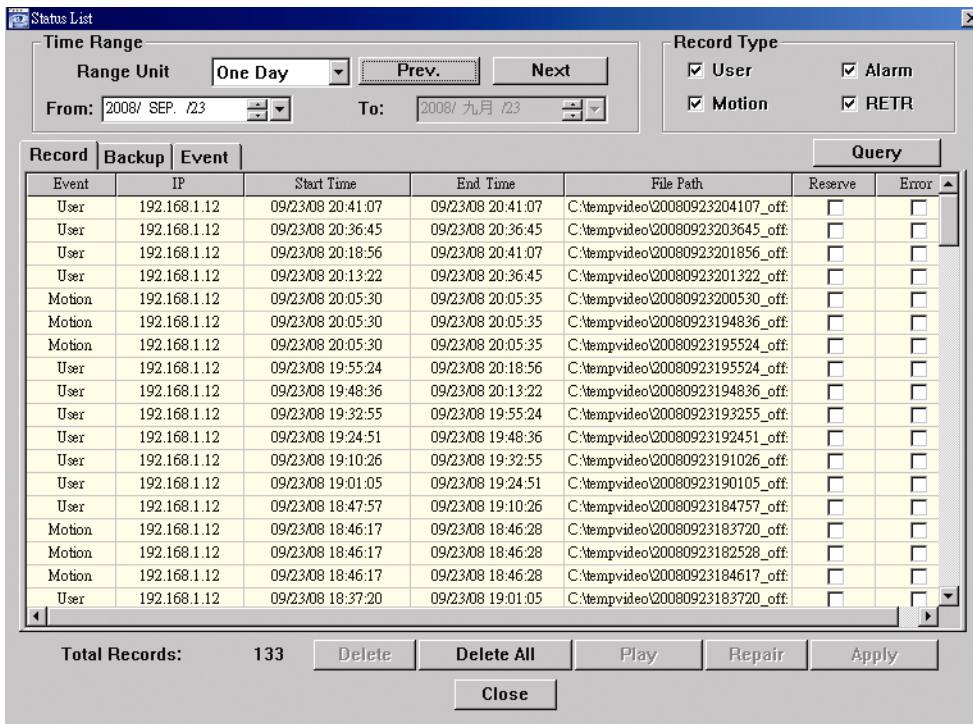 Status List
Time Range
Record Type
Range Unit One Day Prev. Next
User Alarm
From: 2008/ SEP. /23 To: 2008/ 九月 /23
Motion RETR
Record Backup Event Query
Event IP Start Time End Time File Path Reserve Error
User 192.168.1.12 09/23/08 20:41:07 09/23/08 20:41:07 C:\tempvideo\20080923204107_off:
User 192.168.1.12 09/23/08 20:36:45 09/23/08 20:36:45 C:\tempvideo\20080923203645_off:
User 192.168.1.12 09/23/08 20:18:56 09/23/08 20:41:07 C:\tempvideo\20080923201856_off:
User 192.168.1.12 09/23/08 20:13:22 09/23/08 20:36:45 C:\tempvideo\20080923201322_off:
Motion 192.168.1.12 09/23/08 20:05:30 09/23/08 20:05:35 C:\tempvideo\20080923200530_off:
Motion 192.168.1.12 09/23/08 20:05:30 09/23/08 20:05:35 C:\tempvideo\20080923194836_off:
Motion 192.168.1.12 09/23/08 20:05:30 09/23/08 20:05:35 C:\tempvideo\20080923195524_off:
User 192.168.1.12 09/23/08 19:55:24 09/23/08 20:18:56 C:\tempvideo\20080923195524_off:
User 192.168.1.12 09/23/08 19:48:36 09/23/08 20:13:22 C:\tempvideo\20080923194836_off:
User 192.168.1.12 09/23/08 19:32:55 09/23/08 19:55:24 C:\tempvideo\20080923193255_off:
User 192.168.1.12 09/23/08 19:24:51 09/23/08 19:48:36 C:\tempvideo\20080923192451_off:
User 192.168.1.12 09/23/08 19:10:26 09/23/08 19:32:55 C:\tempvideo\20080923191026_off:
User 192.168.1.12 09/23/08 19:01:05 09/23/08 19:24:51 C:\tempvideo\20080923190105_off:
User 192.168.1.12 09/23/08 18:47:57 09/23/08 19:10:26 C:\tempvideo\20080923184757_off:
Motion 192.168.1.12 09/23/08 18:46:17 09/23/08 18:46:28 C:\tempvideo\20080923183720_off:
Motion 192.168.1.12 09/23/08 18:46:17 09/23/08 18:46:28 C:\tempvideo\20080923182528_off:
Motion 192.168.1.12 09/23/08 18:46:17 09/23/08 18:46:28 C:\tempvideo\20080923184617_off:
User 192.168.1.12 09/23/08 18:37:20 09/23/08 19:01:05 C:\tempvideo\20080923183720_off:
Total Records: 133 Delete Delete All Play Repair Apply
Close